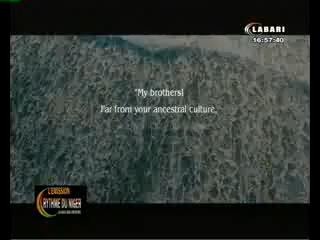 LABARI
16:57:40
"My brothers!
Far from your ancestral culture,
L'EMISSION
RYTHME DU NIGER